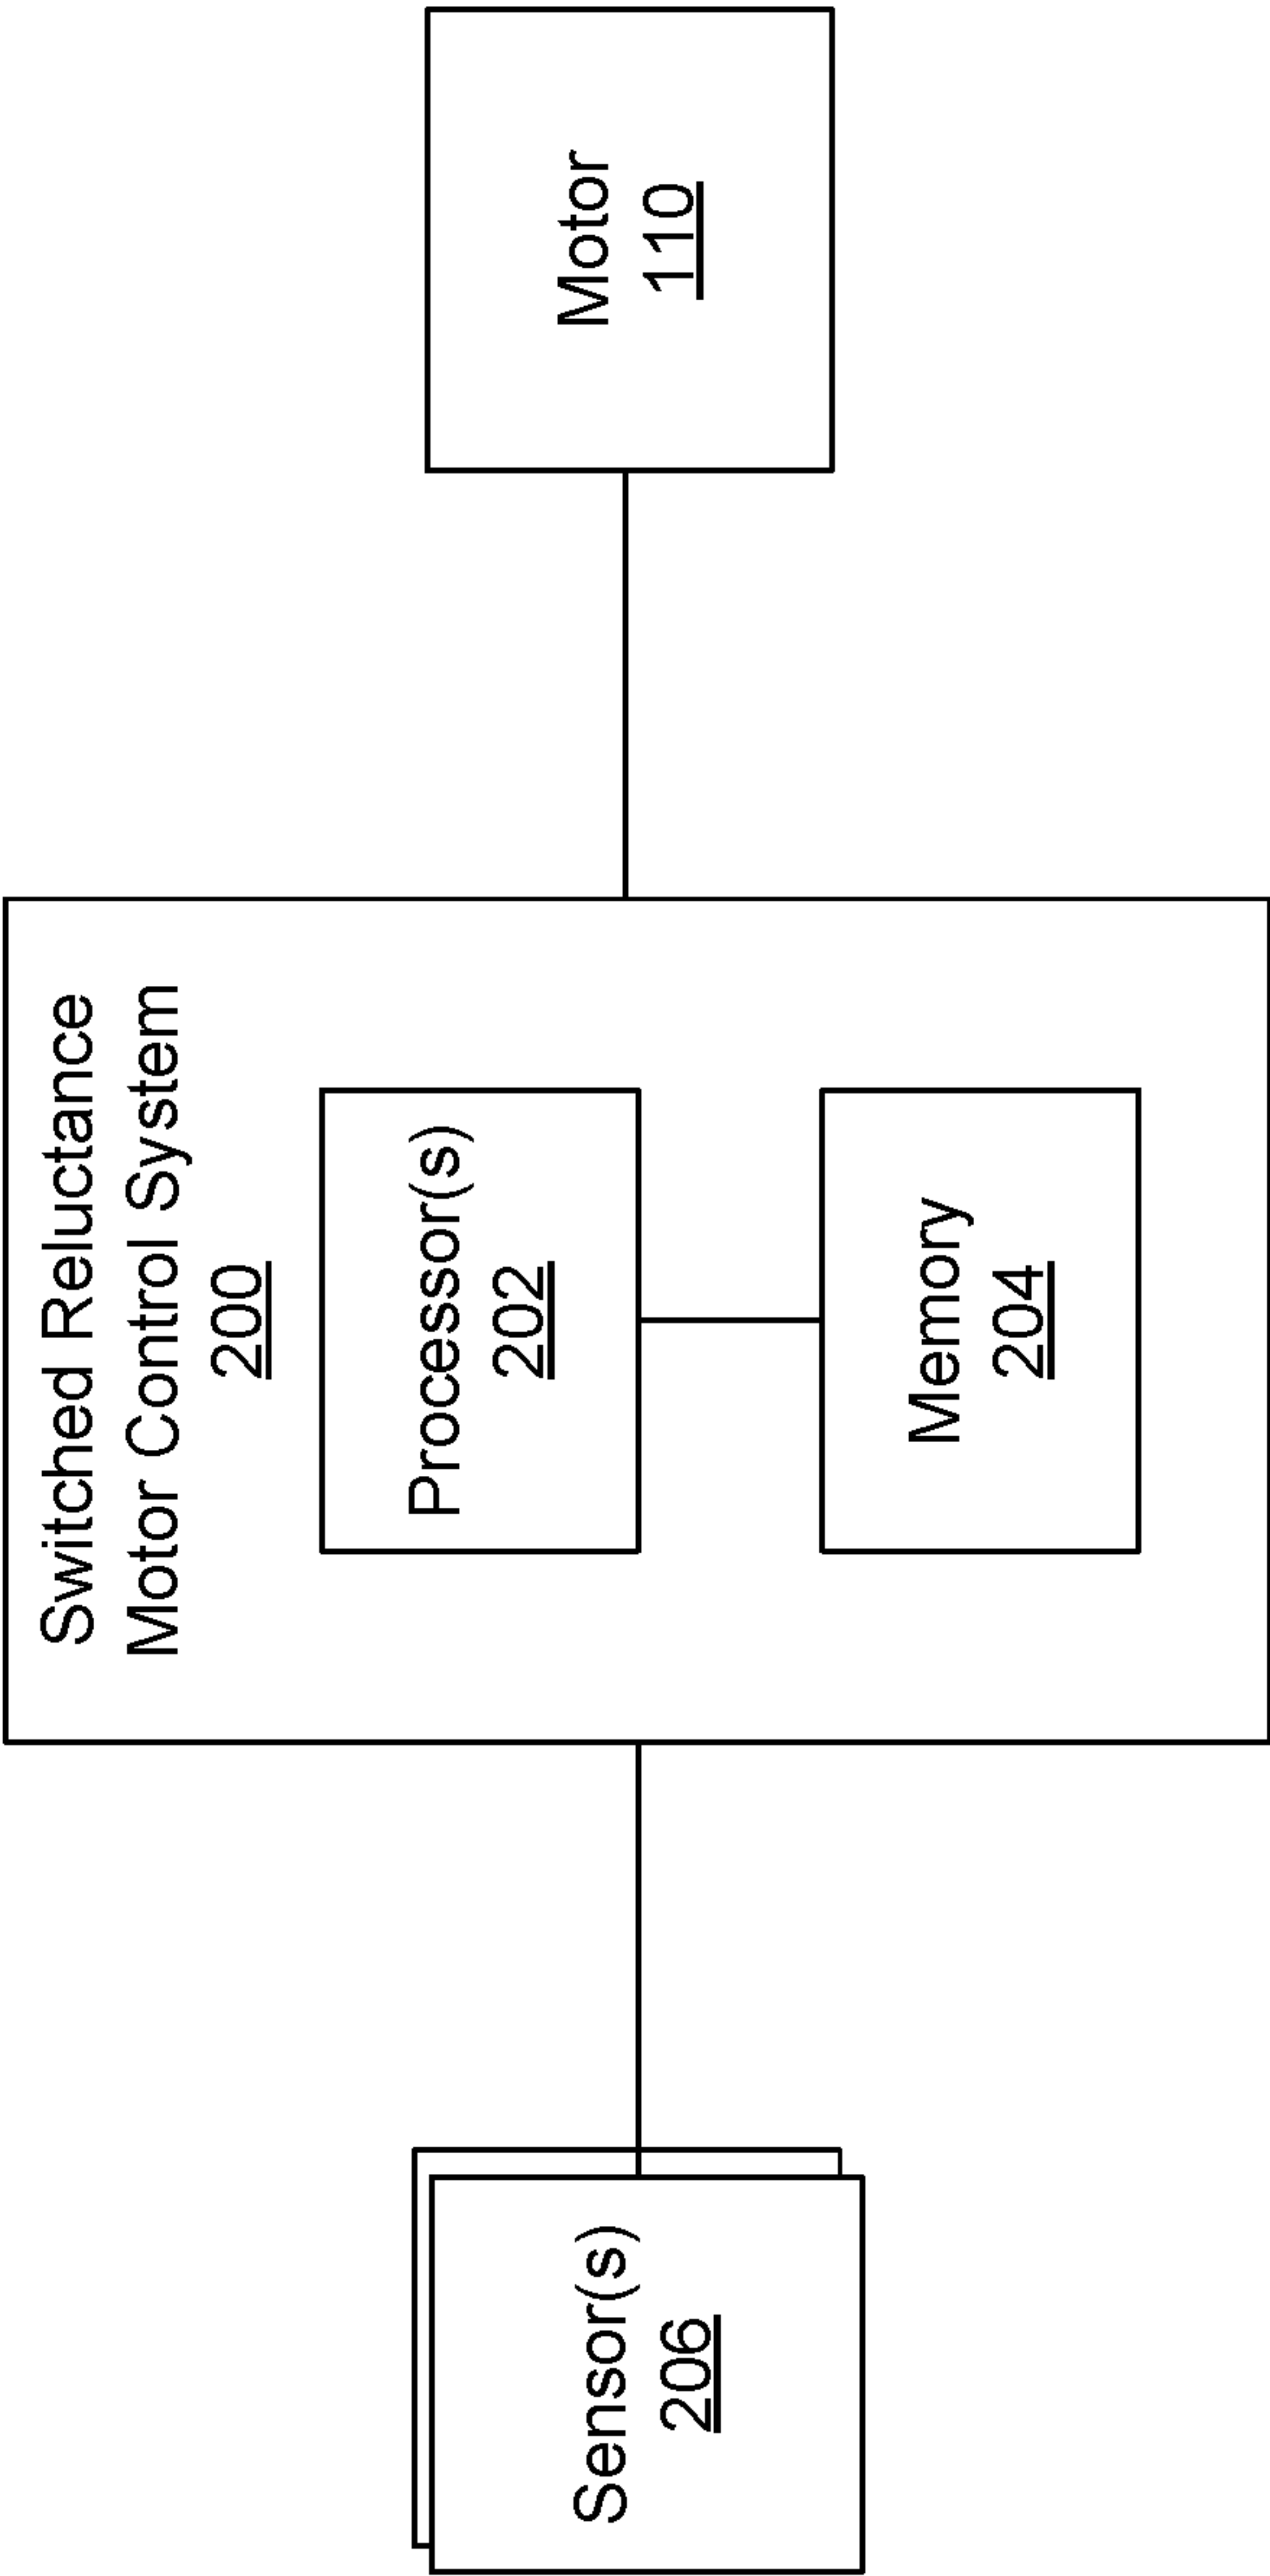 Sensor(s)
206
Switched Reluctance
Motor Control System
200
Processor(s)
202
Memory
204
Motor
110